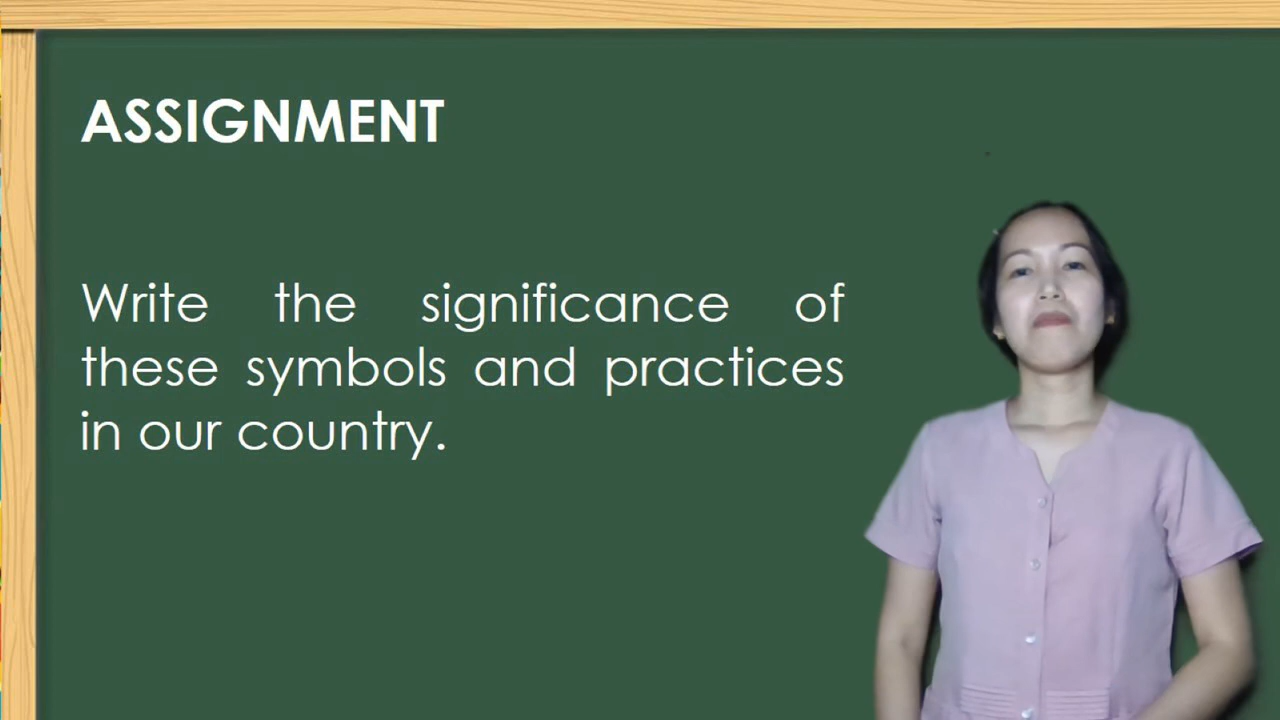 ASSIGNMENT
Write the significance of
these symbols and practices
in our country.